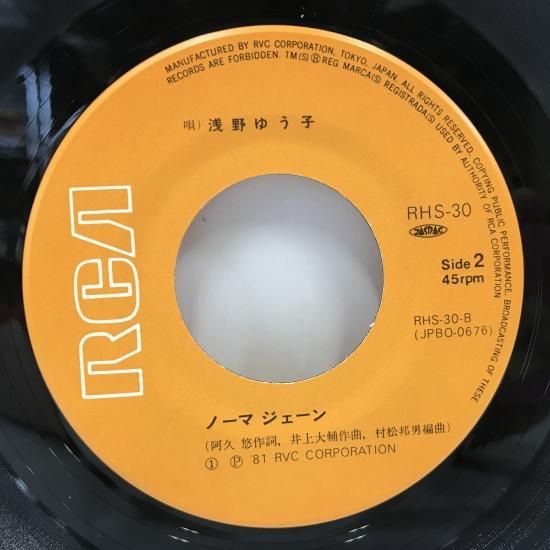 MANUFACTURED BY RVC CORPORATION, TOKYO, JAPAN. ALL RIGHTS RESERVED. COPYING PUBLIC PERFORMANCE, BROADCASTING OF THESE
RECORDS ARE FORBIDDEN. TM(S) ® REG MARCA(S) REGISTRADA(S) USED BY AUTHORITY OF RCA CORPORATION
唄) 浅野ゆう子
RCA
RHS-30
JASRAC
Side 2
45rpm
RHS-30-B
(JPBO-0676)
ノーマ ジェーン
(阿久 悠作詞, 井上大輔作曲, 村松邦男編曲)
① Ⓟ '81 RVC CORPORATION